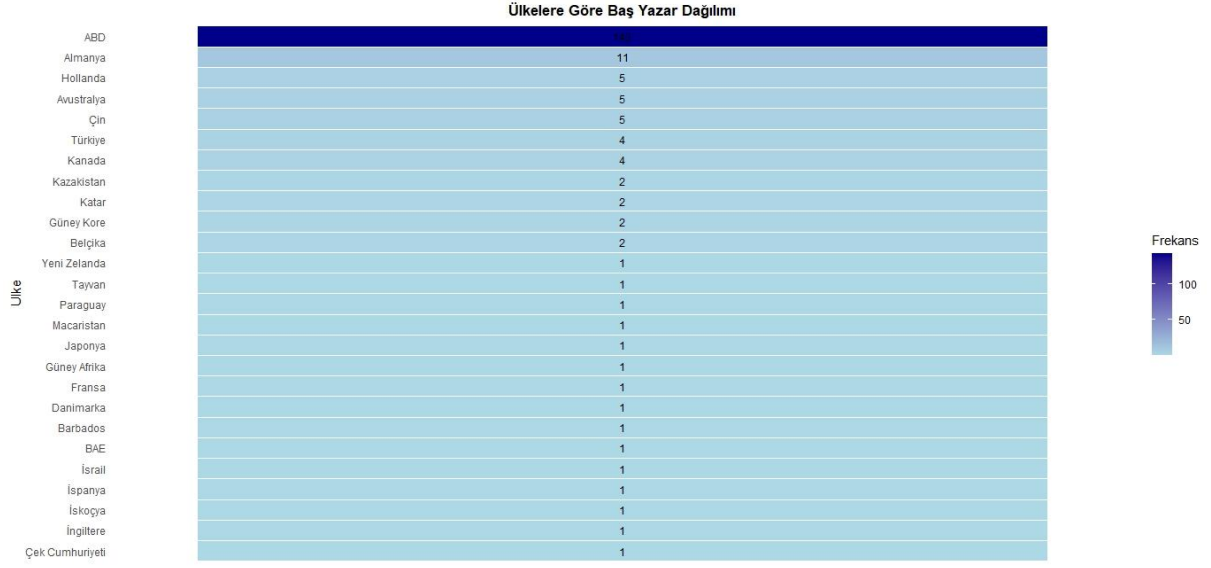 Ülkelere Göre Baş Yazar Dağılımı
ABD
Almanya 11
Hollanda 5
Avustralya 5
Çin 5
Türkiye 4
Kanada 4
Kazakistan 2
Katar 2
Güney Kore 2
Belçika 2
Yeni Zelanda 1
Tayvan 1
Paraguay 1
Macaristan 1
Japonya 1
Güney Afrika 1
Fransa 1
Danimarka 1
Barbados 1
BAE 1
İsrail 1
İspanya 1
İskoçya 1
İngiltere 1
Çek Cumhuriyeti 1
Ülke
Frekans
100
50